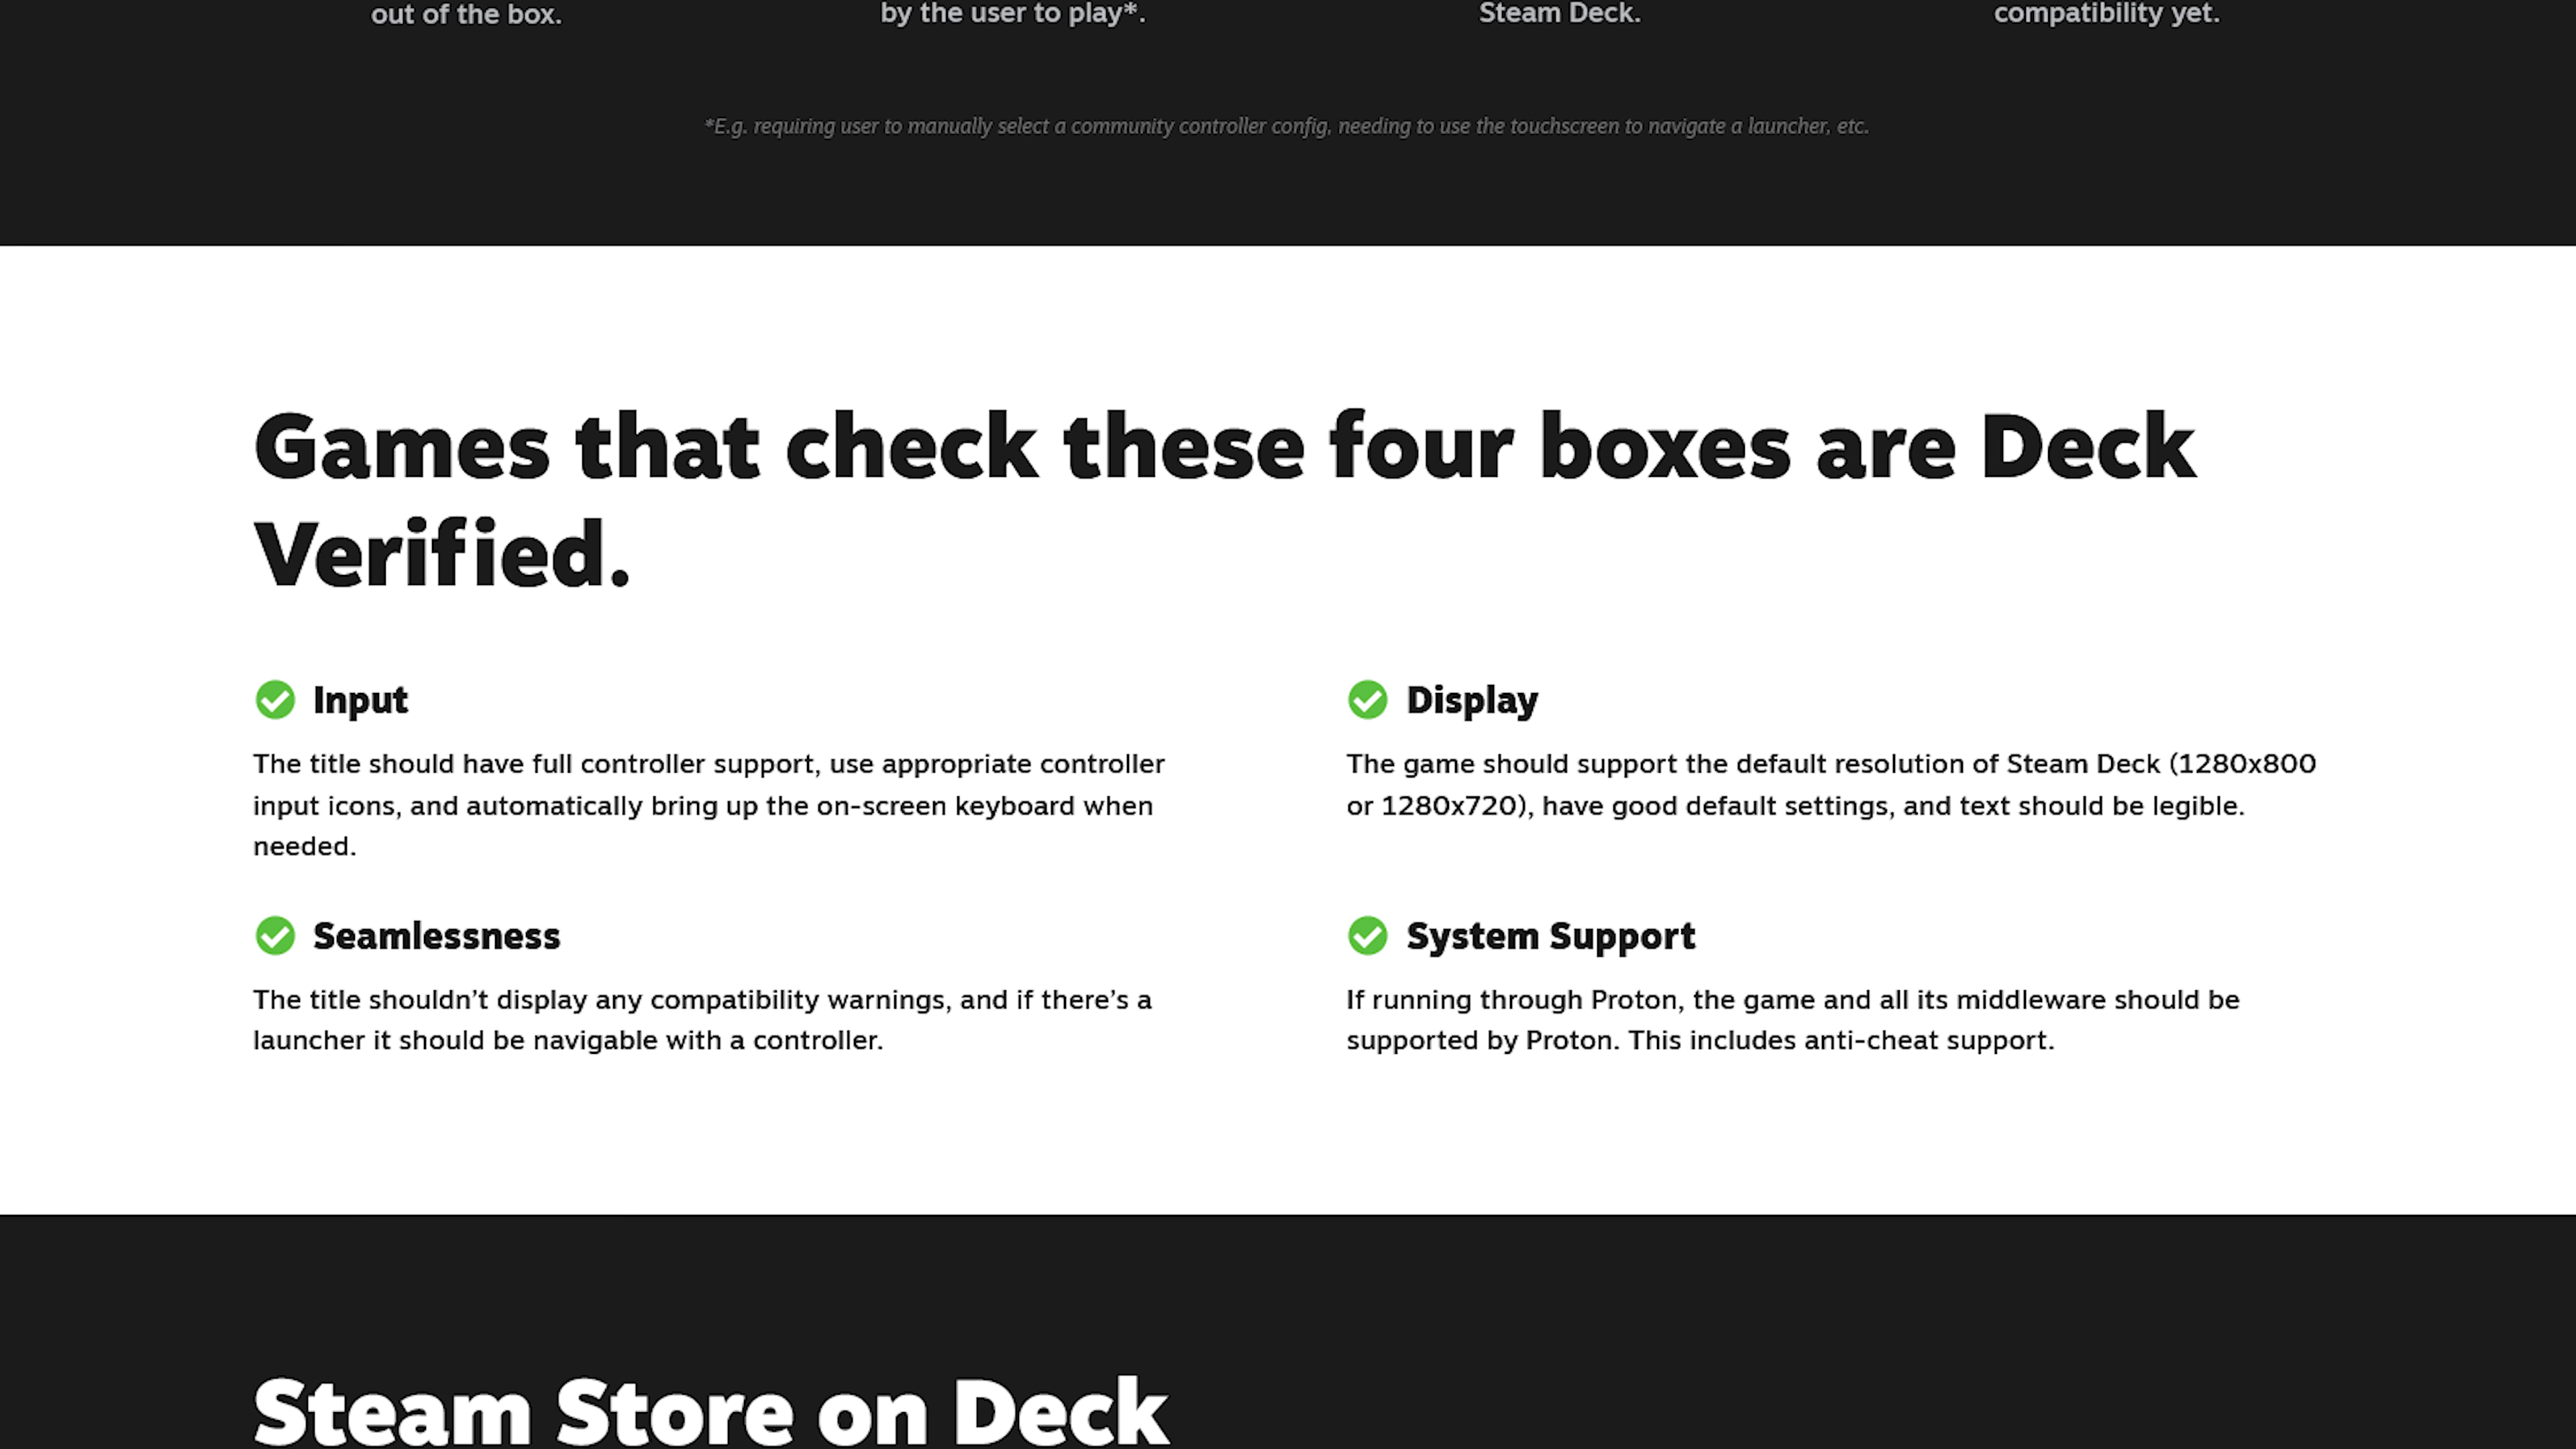 out of the box.
by the user to play*.
Steam Deck.
compatibility yet.
*E.g. requiring user to manually select a community controller config, needing to use the touchscreen to navigate a launcher, etc.
Games that check these four boxes are Deck
Verified.
Input
The title should have full controller support, use appropriate controller
input icons, and automatically bring up the on-screen keyboard when
needed.
Display
The game should support the default resolution of Steam Deck (1280x800
or 1280x720), have good default settings, and text should be legible.
Seamlessness
The title shouldn’t display any compatibility warnings, and if there’s a
launcher it should be navigable with a controller.
System Support
If running through Proton, the game and all its middleware should be
supported by Proton. This includes anti-cheat support.
Steam Store on Deck